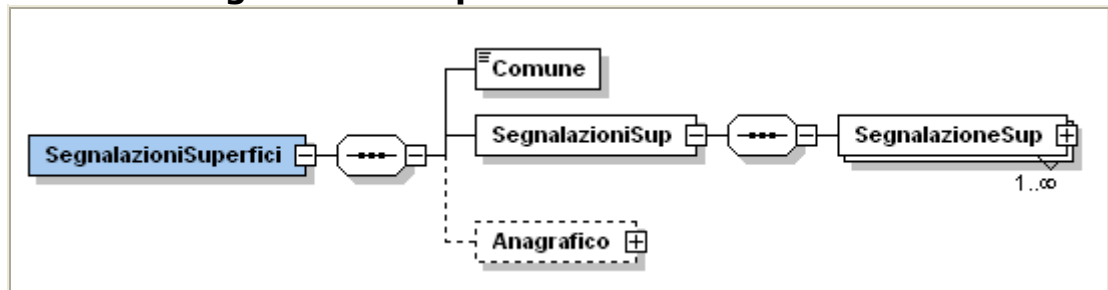 Comune
SegnalazioniSuperfici
SegnalazioniSup
SegnalazioneSup
1..∞
Anagrafico